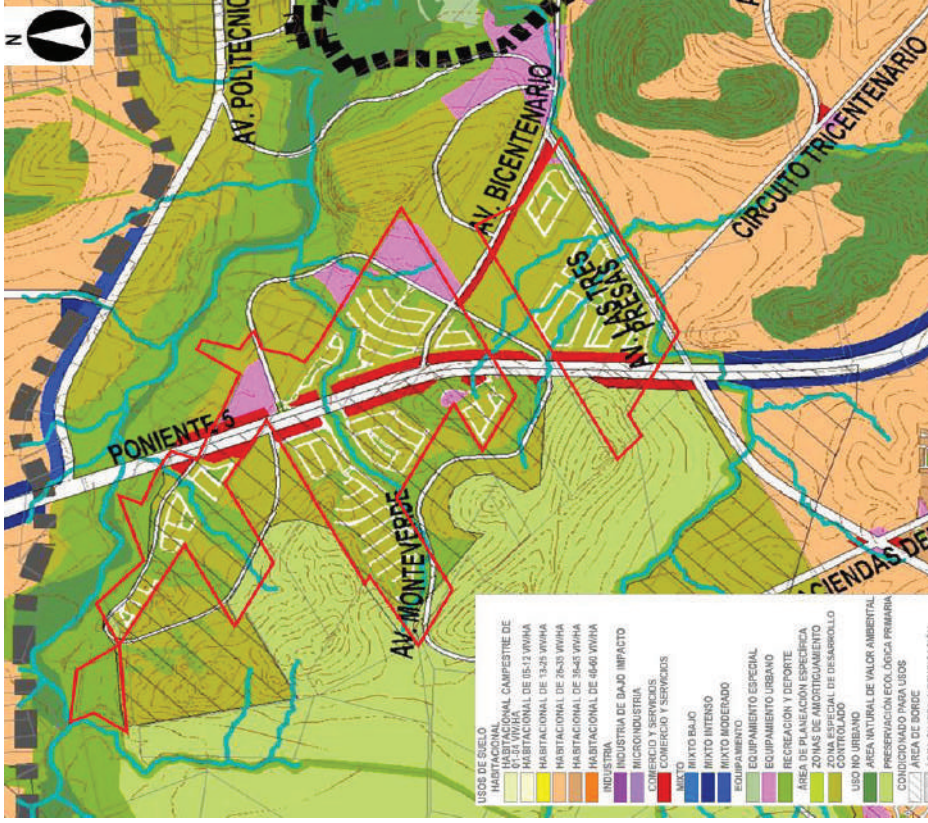 N
AV. POLITECNICO
PONIENTE 5
AV. BICENTENARIO
AV. LAS TRES
PRESAS
CIRCUITO TRICENTENARIO
AV. MONTEVERDE
CIENDAS DE
USOS DE SUELO
HABITACIONAL
HABITACIONAL CAMPESTRE DE
01-04 VIV/HA
HABITACIONAL DE 05-12 VIV/HA
HABITACIONAL DE 13-25 VIV/HA
HABITACIONAL DE 26-35 VIV/HA
HABITACIONAL DE 36-45 VIV/HA
HABITACIONAL DE 46-60 VIV/HA
INDUSTRIA
INDUSTRIA DE BAJO IMPACTO
MICROINDUSTRIA
COMERCIO Y SERVICIOS
COMERCIO Y SERVICIOS
MIXTO
MIXTO BAJO
MIXTO INTENSO
MIXTO MODERADO
EQUIPAMIENTO
EQUIPAMIENTO ESPECIAL
EQUIPAMIENTO URBANO
RECREACION Y DEPORTE
ÁREA DE PLANEACIÓN ESPECÍFICA
ZONAS DE AMORTIGUAMIENTO
ZONA ESPECIAL DE DESARROLLO
CONTROLADO
USO NO URBANO
AREA NATURAL DE VALOR AMBIENTAL
PRESERVACIÓN ECOLÓGICA PRIMARIA
CONDICIONADO PARA USOS
AREA DE BORDE